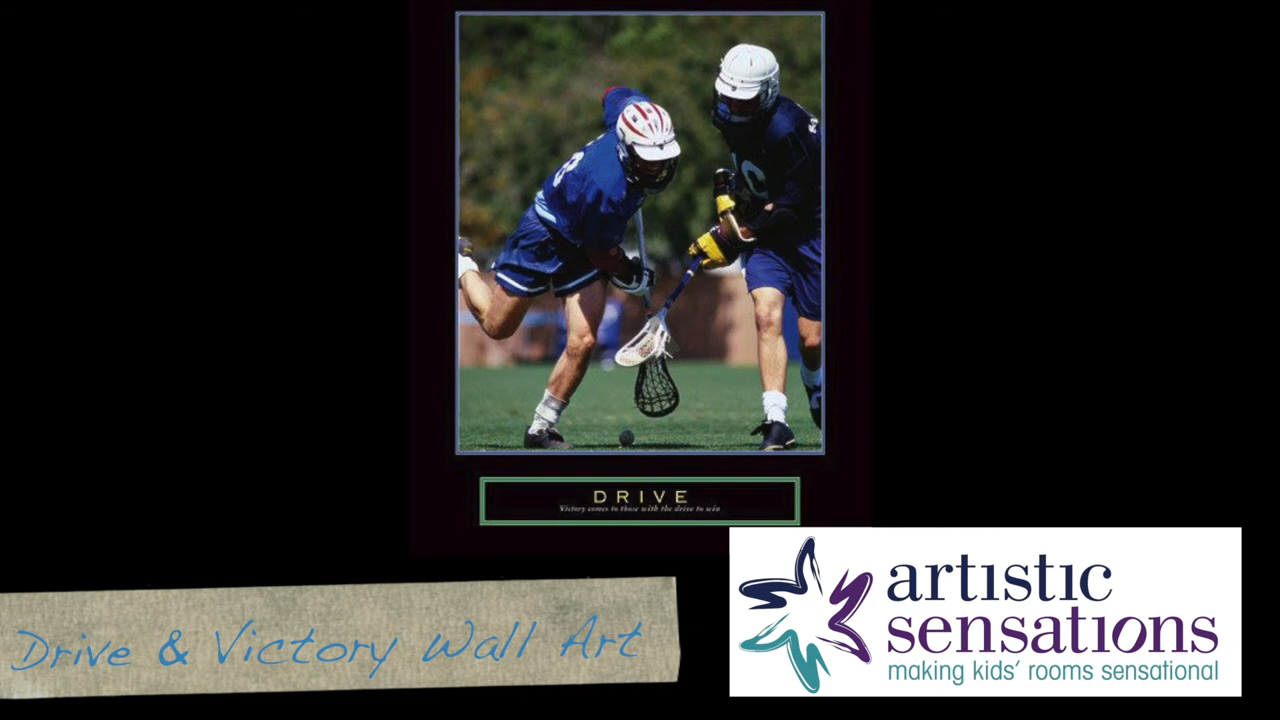 8
C
DRIVE
Victory comes to those with the drive to win
Drive & Victory Wall Art
artistic
sensations
making kids' rooms sensational